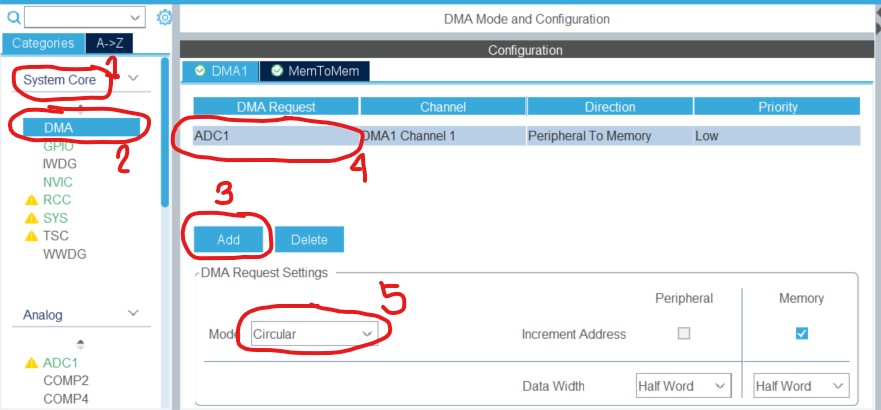 DMA Mode and Configuration
Categories
A->Z
Configuration
System Core
1
DMA1
MemToMem
DMA Request
Channel
Direction
Priority
DMA
2
ADC1
DMA1 Channel 1
Peripheral To Memory
Low
4
GPIO
IWDG
NVIC
RCC
SYS
TSC
WWDG
3
Add
Delete
DMA Request Settings
5
Peripheral
Memory
Mode
Circular
Increment Address
Data Width
Half Word
Half Word
Analog
ADC1
COMP2
COMP4